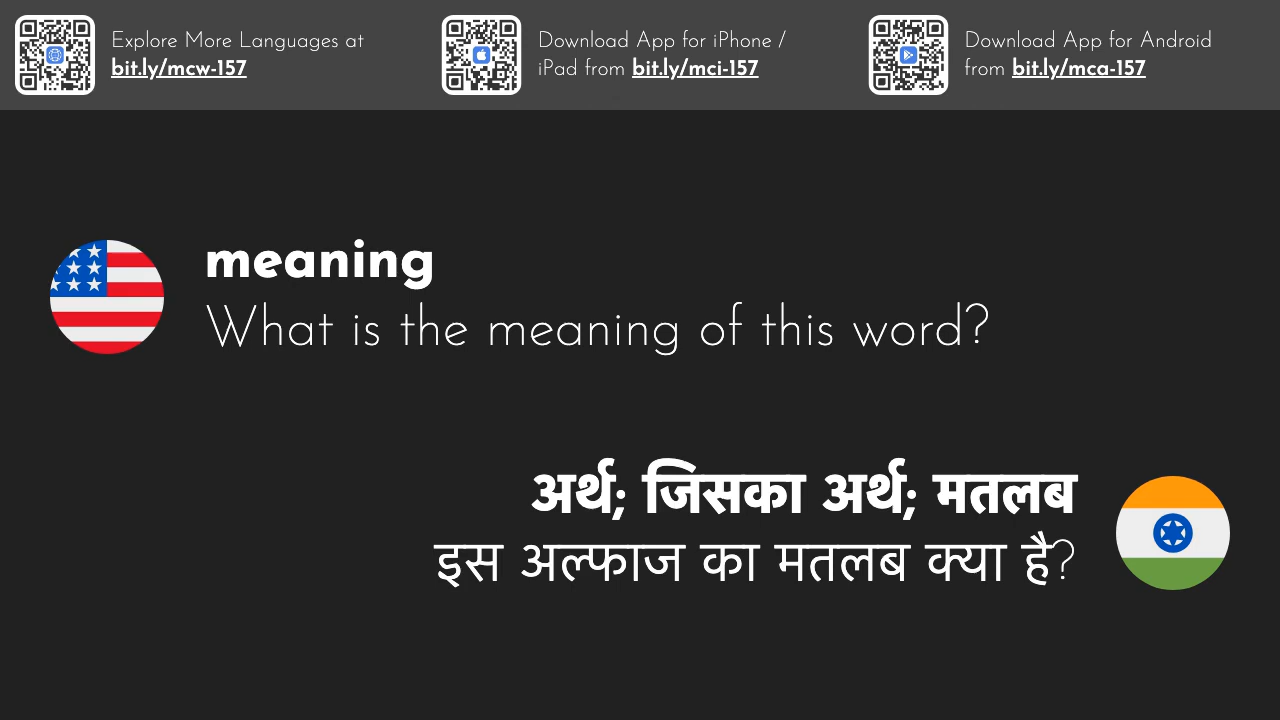 Explore More Languages at
bit.ly/mcw-157
Download App for iPhone /
iPad from bit.ly/mci-157
Download App for Android
from bit.ly/mca-157
meaning
What is the meaning of this word?
अर्थ; जिसका अर्थ; मतलब
इस अल्फाज का मतलब क्या है?